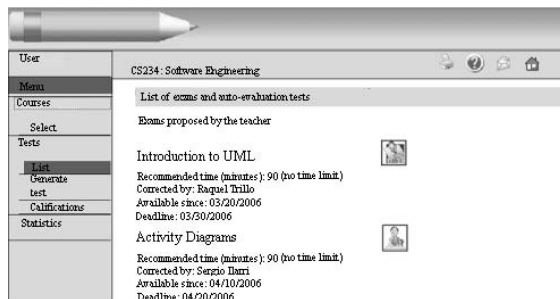 User
Menu
Courses
Select
Tests
List
Generate
test
Califications
Statistics
CS234: Software Engineering
List of exams and auto-evaluation tests
Exams proposed by the teacher
Introduction to UML
Recommended time (minutes): 90 (no time limit)
Corrected by: Raquel Trillo
Available since: 03/20/2006
Deadline: 03/30/2006
Activity Diagrams
Recommended time (minutes): 90 (no time limit)
Corrected by: Sergio Ilarri
Available since: 04/10/2006
Deadline: 04/20/2006